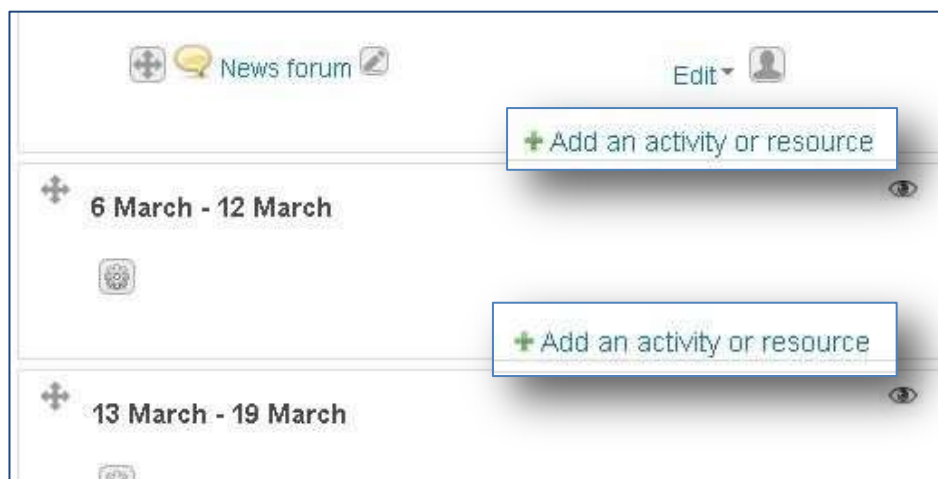 News forum
Edit
Add an activity or resource
6 March - 12 March
Add an activity or resource
13 March - 19 March